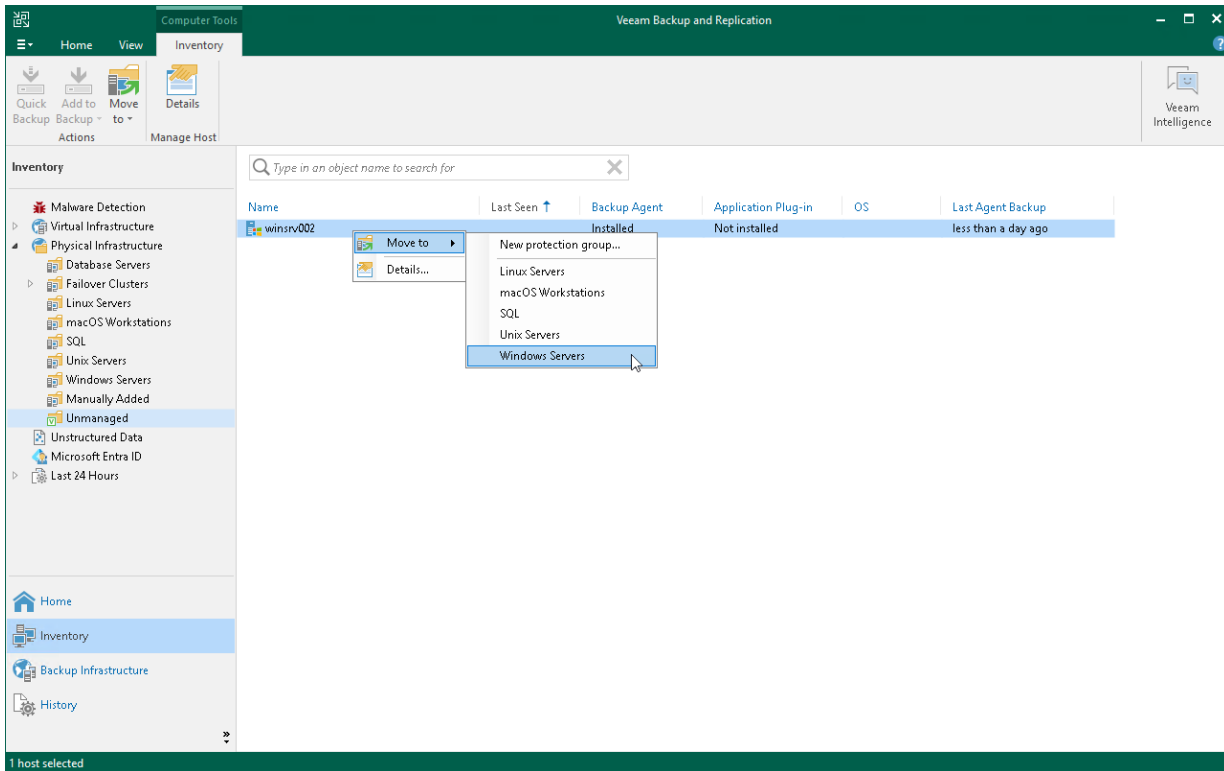 Computer Tools
Veeam Backup and Replication
Home View Inventory
Quick Backup
Add to Backup
Move to
Details
Veeam Intelligence
Actions
Manage Host
Inventory
Type in an object name to search for
Malware Detection
Virtual Infrastructure
Physical Infrastructure
Database Servers
Failover Clusters
Linux Servers
macOS Workstations
SQL
Unix Servers
Windows Servers
Manually Added
Unmanaged
Unstructured Data
Microsoft Entra ID
Last 24 Hours
Name Last Seen Backup Agent Application Plug-in OS Last Agent Backup
winsrv002 Installed Not installed less than a day ago
Move to
Details...
New protection group...
Linux Servers
macOS Workstations
SQL
Unix Servers
Windows Servers
Home
Inventory
Backup Infrastructure
History
1 host selected